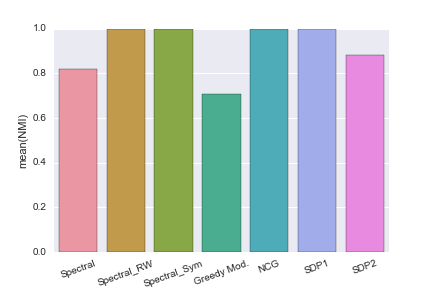 1.0
0.8
0.6
0.4
0.2
0.0
mean(NMI)
Spectral
Spectral_RW
Spectral_Sym
Greedy Mod.
NCG
SDP1
SDP2